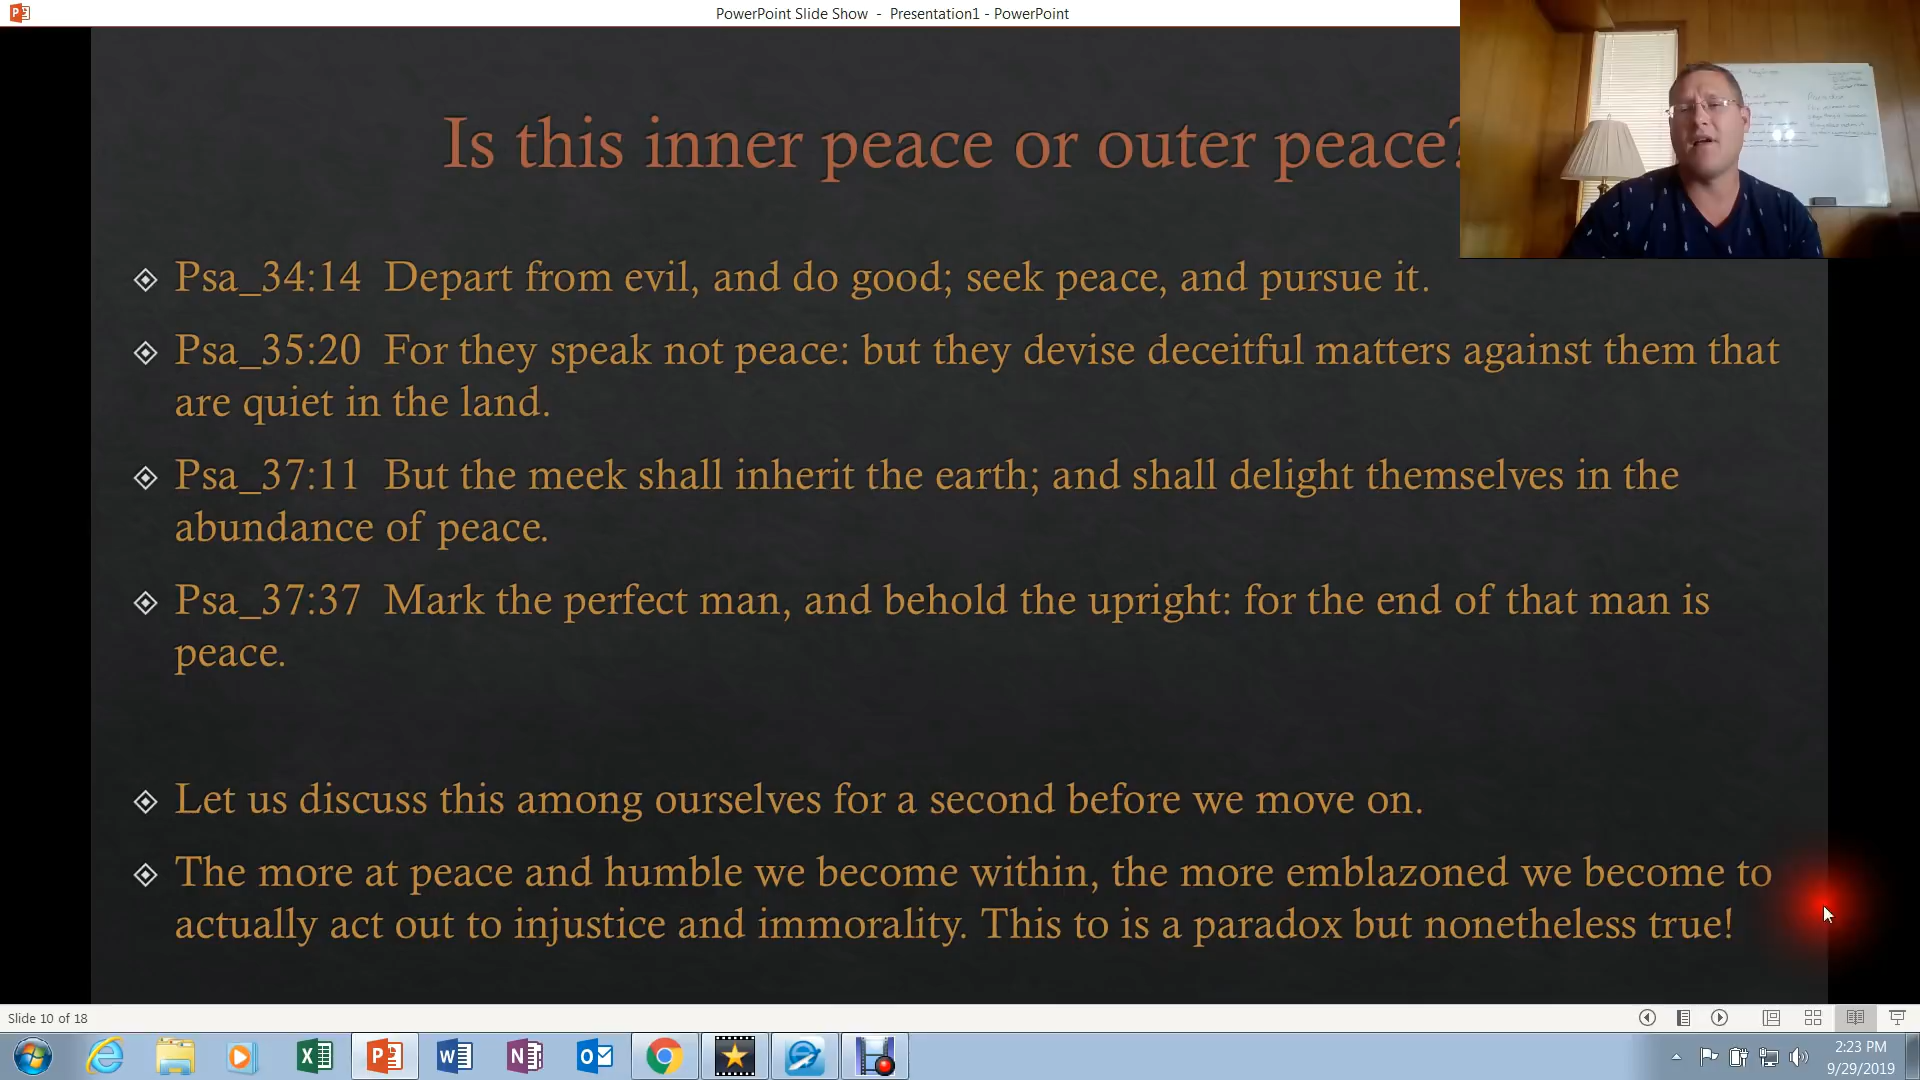 PowerPoint Slide Show - Presentation1 - PowerPoint
Is this inner peace or outer peace?
Psa_34:14 Depart from evil, and do good; seek peace, and pursue it.
Psa_35:20 For they speak not peace: but they devise deceitful matters against them that
are quiet in the land.
Psa_37:11 But the meek shall inherit the earth; and shall delight themselves in the
abundance of peace.
Psa_37:37 Mark the perfect man, and behold the upright: for the end of that man is
peace.
Let us discuss this among ourselves for a second before we move on.
The more at peace and humble we become within, the more emblazoned we become to
actually act out to injustice and immorality. This to is a paradox but nonetheless true!
Slide 10 of 18
2:23 PM
9/29/2019